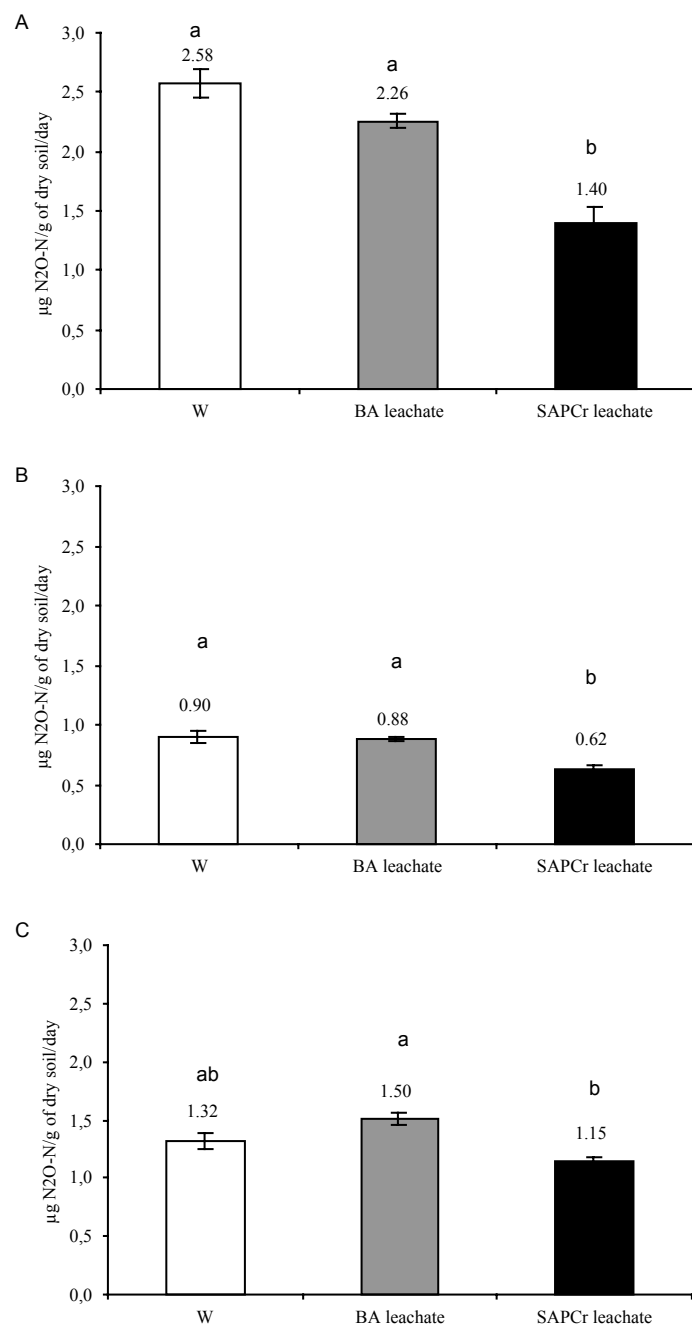 A
µg N2O-N/g of dry soil/day
3,0
2,5
2,0
1,5
1,0
0,5
0,0
a
2.58
a
2.26
b
1.40
W
BA leachate
SAPCr leachate
B
µg N2O-N/g of dry soil/day
3,0
2,5
2,0
1,5
1,0
0,5
0,0
a
0.90
a
0.88
b
0.62
W
BA leachate
SAPCr leachate
C
µg N2O-N/g of dry soil/day
3,0
2,5
2,0
1,5
1,0
0,5
0,0
ab
1.32
a
1.50
b
1.15
W
BA leachate
SAPCr leachate